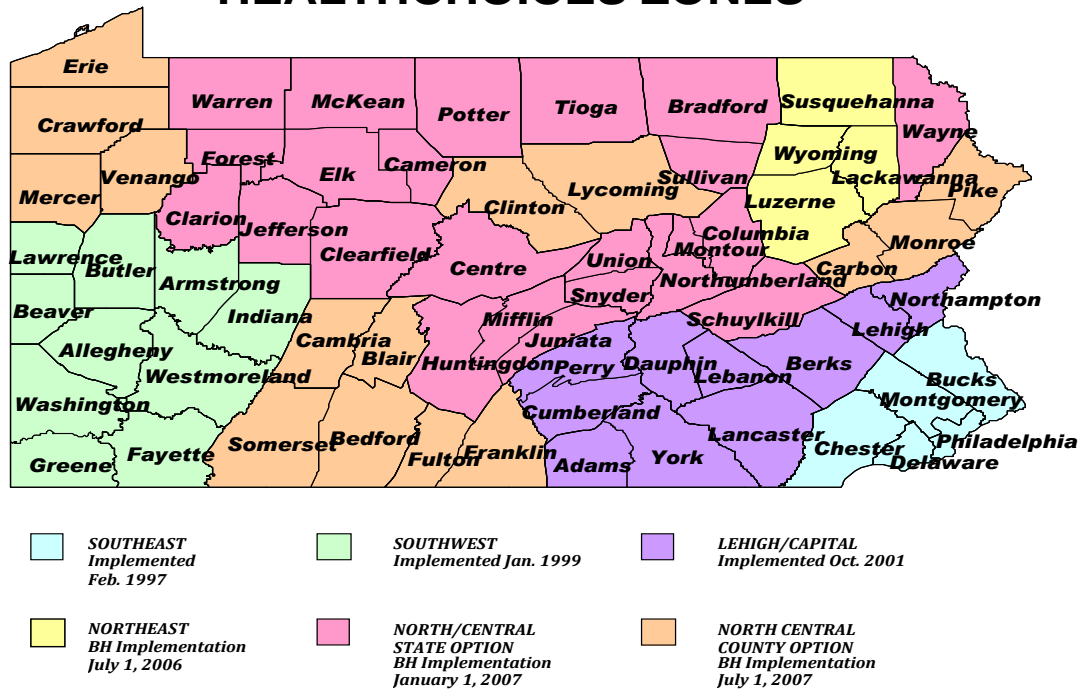 HEALTHCHOICES ZONES
Erie
Warren
McKean
Potter
Tioga
Bradford
Susquehanna
Crawford
Wayne
Forest
Elk
Cameron
Wyoming
Venango
Sullivan
Lackawanna
Pike
Mercer
Clinton
Lycoming
Luzerne
Clarion
Jefferson
Columbia
Montour
Monroe
Lawrence
Butler
Clearfield
Centre
Union
Carbon
Armstrong
Snyder
Northumberland
Northampton
Beaver
Indiana
Mifflin
Schuylkill
Lehigh
Cambria
Juniata
Allegheny
Blair
Huntingdon
Perry
Dauphin
Berks
Westmoreland
Lebanon
Bucks
Washington
Cumberland
Montgomery
Somerset
Bedford
Lancaster
Philadelphia
Fayette
Fulton
Franklin
Chester
Greene
Adams
York
Delaware
SOUTHEAST
Implemented
Feb. 1997
SOUTHWEST
Implemented Jan. 1999
LEHIGH/CAPITAL
Implemented Oct. 2001
NORTHEAST
BH Implementation
July 1, 2006
NORTH/CENTRAL
STATE OPTION
BH Implementation
January 1, 2007
NORTH CENTRAL
COUNTY OPTION
BH Implementation
July 1, 2007